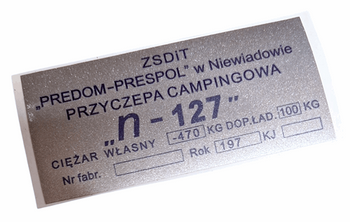 ZSDiT
„PREDOM-PRESPOL” w Niewiadowie
PRZYCZEPA CAMPINGOWA
„n - 127”
CIĘŻAR WŁASNY -470 KG DOP.ŁAD. 100 KG
Nr fabr. Rok 197 KJ